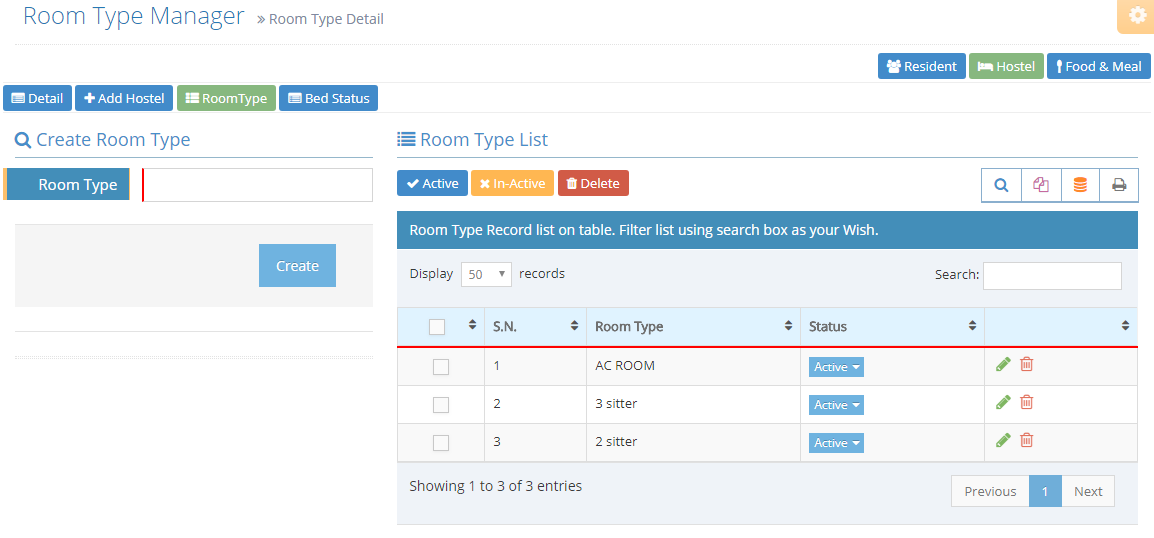 Room Type Manager » Room Type Detail
Resident Hostel Food & Meal
Detail Add Hostel RoomType Bed Status
Create Room Type
Room Type
Create
Room Type List
Active In-Active Delete
Room Type Record list on table. Filter list using search box as your Wish.
Display 50 records Search:
S.N. Room Type Status
1 AC ROOM Active
2 3 sitter Active
3 2 sitter Active
Showing 1 to 3 of 3 entries
Previous 1 Next